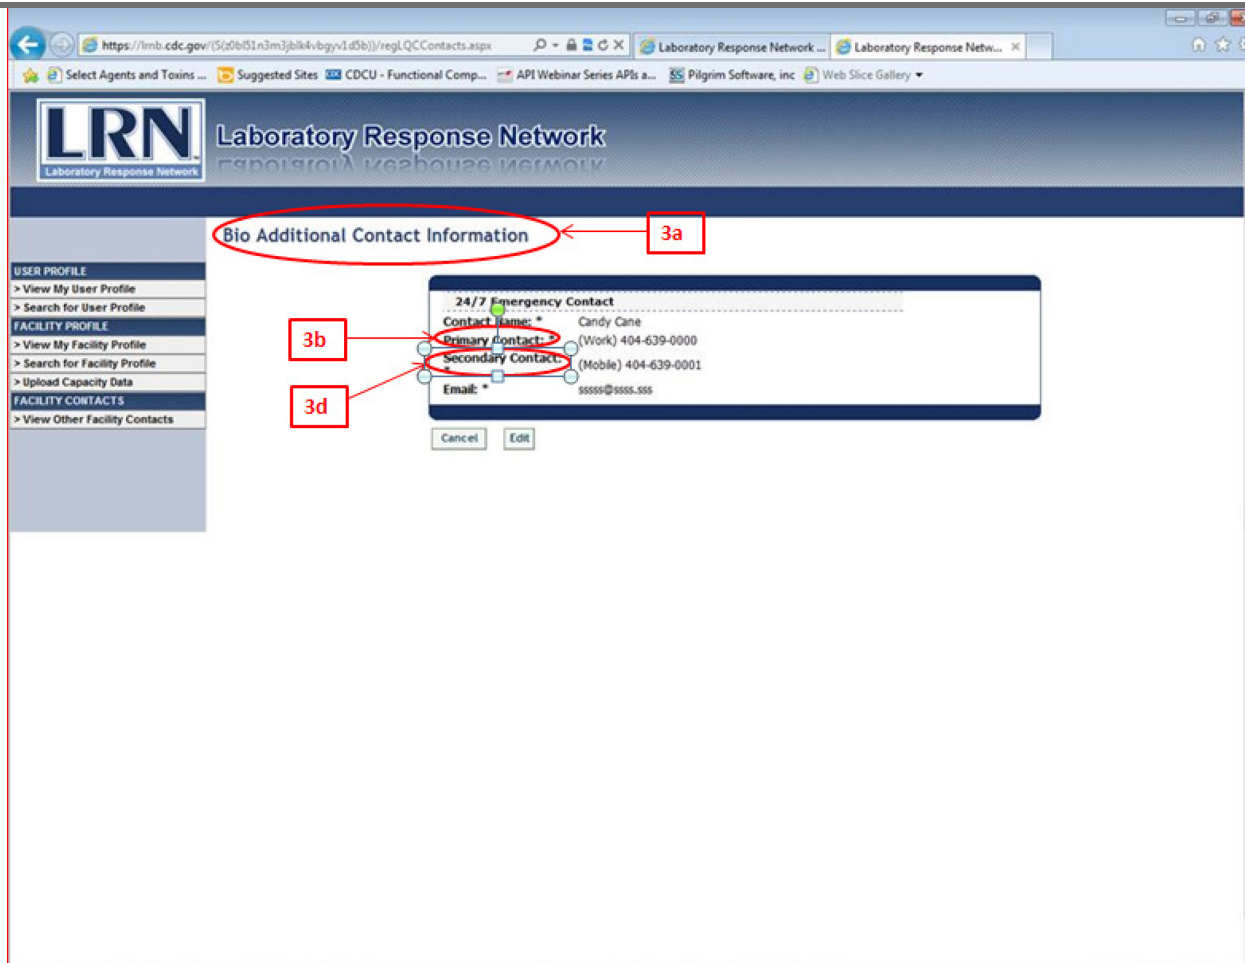 https://lrnb.cdc.gov/(S(z0bl51n3m3jblk4vbgyv1d5b))/regLQCContacts.aspx
Laboratory Response Network ...
Laboratory Response Netw...
Select Agents and Toxins ...
Suggested Sites
CDCU - Functional Comp...
API Webinar Series APIs a...
Pilgrim Software, inc
Web Slice Gallery
LRN
Laboratory Response Network
Laboratory Response Network
Bio Additional Contact Information
3a
USER PROFILE
> View My User Profile
> Search for User Profile
FACILITY PROFILE
> View My Facility Profile
> Search for Facility Profile
> Upload Capacity Data
FACILITY CONTACTS
> View Other Facility Contacts
24/7 Emergency Contact
Contact Name: * Candy Cane
3b
Primary Contact: * (Work) 404-639-0000
Secondary Contact: * (Mobile) 404-639-0001
3d
Email: * sssss@ssss.sss
Cancel Edit